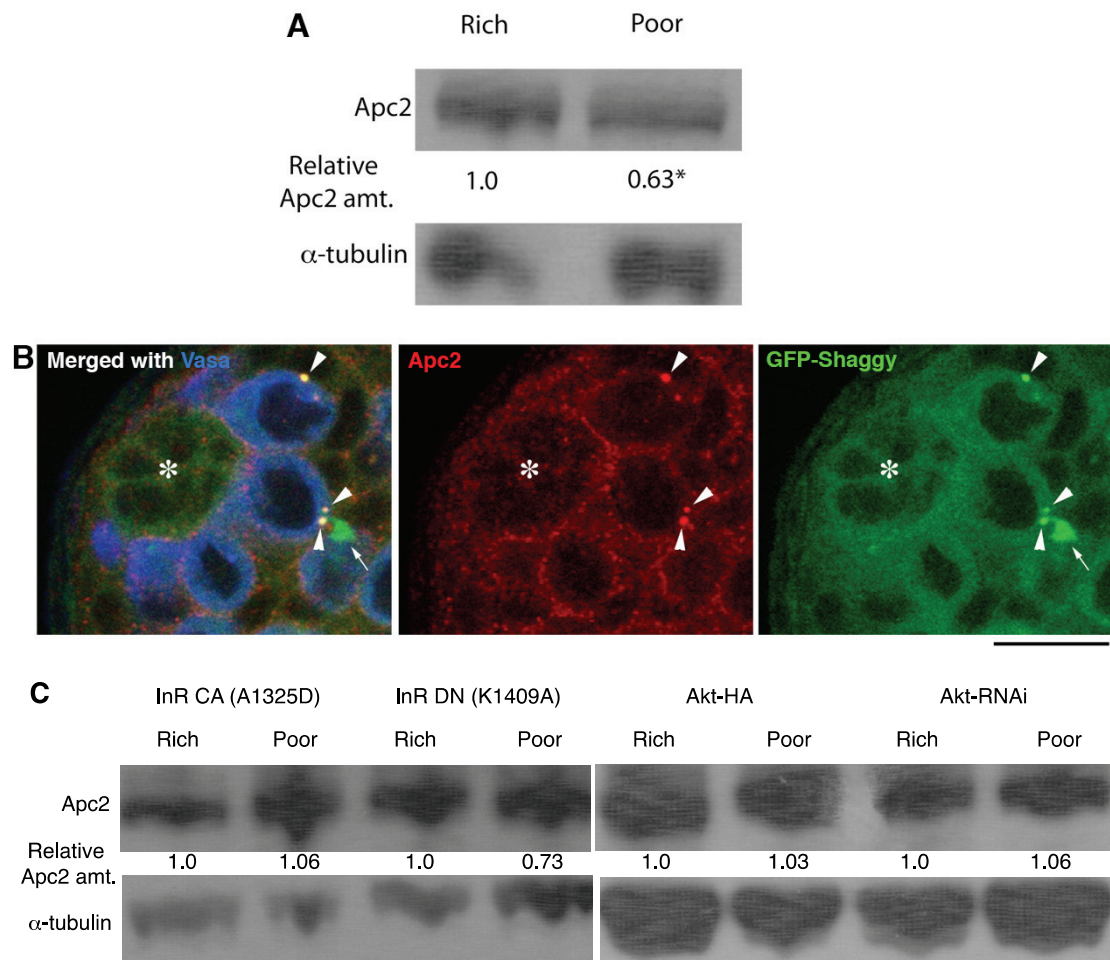 A
Rich Poor
Apc2
Relative
Apc2 amt.
1.0 0.63*
α-tubulin
B
Merged with Vasa
Apc2
GFP-Shaggy
*
*
*
C
InR CA (A1325D) InR DN (K1409A) Akt-HA Akt-RNAi
Rich Poor Rich Poor Rich Poor Rich Poor
Apc2
Relative
Apc2 amt.
1.0 1.06 1.0 0.73 1.0 1.03 1.0 1.06
α-tubulin